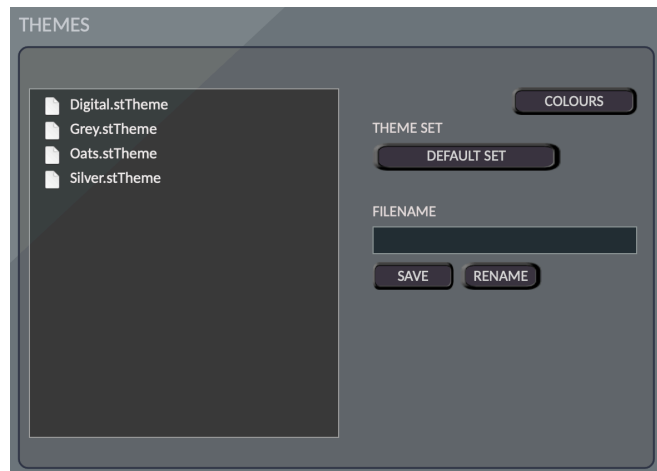 THEMES
Digital.stTheme
Grey.stTheme
Oats.stTheme
Silver.stTheme
COLOURS
THEME SET
DEFAULT SET
FILENAME
SAVE
RENAME